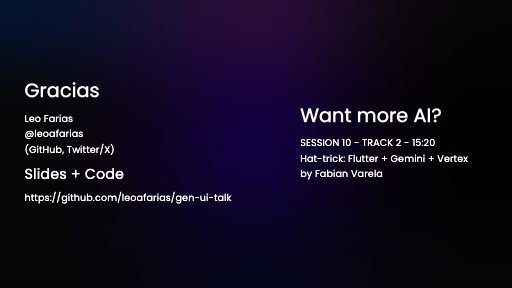 Gracias
Leo Farias
@leoafarias
(GitHub, Twitter/X)
Slides + Code
https://github.com/leoafarias/gen-ui-talk
Want more AI?
SESSION 10 - TRACK 2 - 15:20
Hat-trick: Flutter + Gemini + Vertex
by Fabian Varela